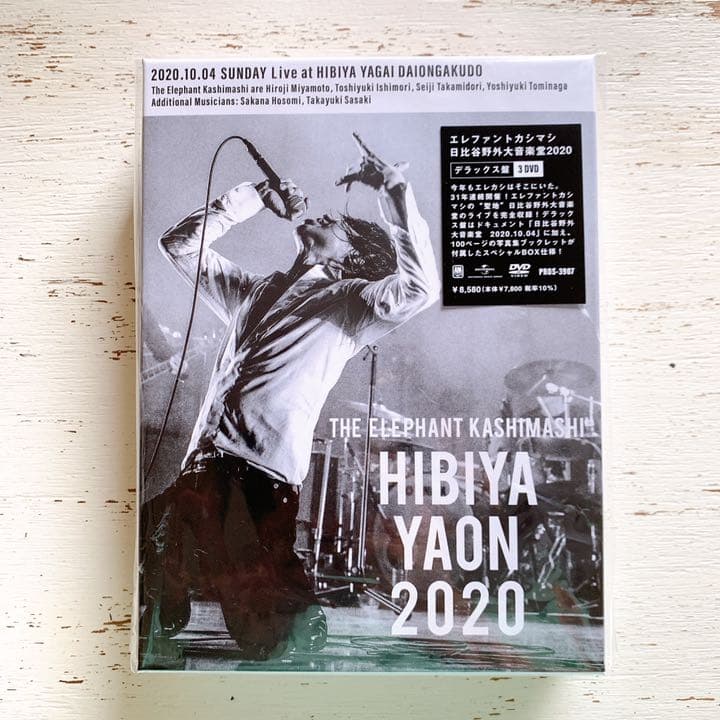 2020.10.04 SUNDAY Live at HIBIYA YAGAI DAIONGAKUDO
The Elephant Kashimashi are Hiroji Miyamoto, Toshiyuki Ishimori, Seiji Takamidori, Yoshiyuki Tominaga
Additional Musicians: Sakana Hosomi, Takayuki Sasaki
エレファントカシマシ
日比谷野外大音楽堂2020
デラックス盤 3 DVD
今年もエレカシはそこにいた。
31年連続開催！エレファントカシ
マシの"聖地"日比谷野外大音楽
堂のライブを完全収録！デラック
ス盤はドキュメント「日比谷野外
大音楽堂 2020.10.04」に加え、
100ページの写真集ブックレットが
付属したスペシャルBOX仕様！
A&M UNIVERSAL DVD VIDEO PROS-3907
￥8,580(本体￥7,800 税率10%)
THE ELEPHANT KASHIMASHI
HIBIYA
YAON
2020